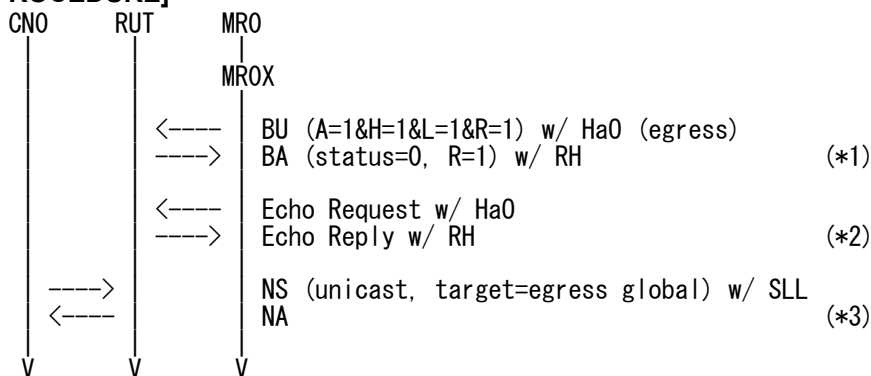 CN0 RUT MR0
MR0X
<---- BU (A=1&H=1&L=1&R=1) w/ HaO (egress)
----> BA (status=0, R=1) w/ RH (*1)
<---- Echo Request w/ HaO
----> Echo Reply w/ RH (*2)
----> NS (unicast, target=egress global) w/ SLL
<---- NA (*3)
V V V